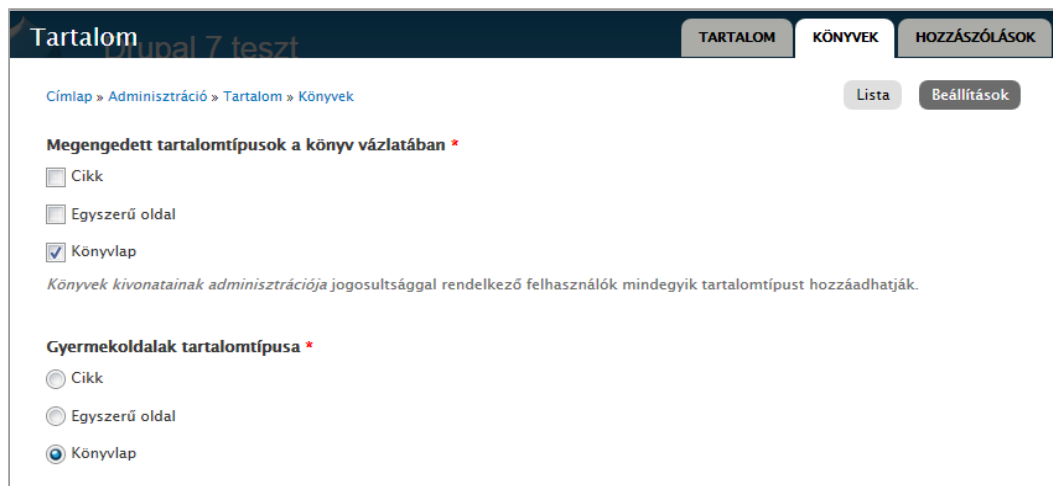 Tartalom
Drupal 7 teszt
TARTALOM
KÖNYVEK
HOZZÁSZÓLÁSOK
Címlap » Adminisztráció » Tartalom » Könyvek
Lista
Beállítások
Megengedett tartalomtípusok a könyv vázlatában *
Cikk
Egyszerű oldal
Könyvlap
Könyvek kivonatainak adminisztrációja jogosultsággal rendelkező felhasználók mindegyik tartalomtípust hozzáadhatják.
Gyermekoldalak tartalomtípusa *
Cikk
Egyszerű oldal
Könyvlap